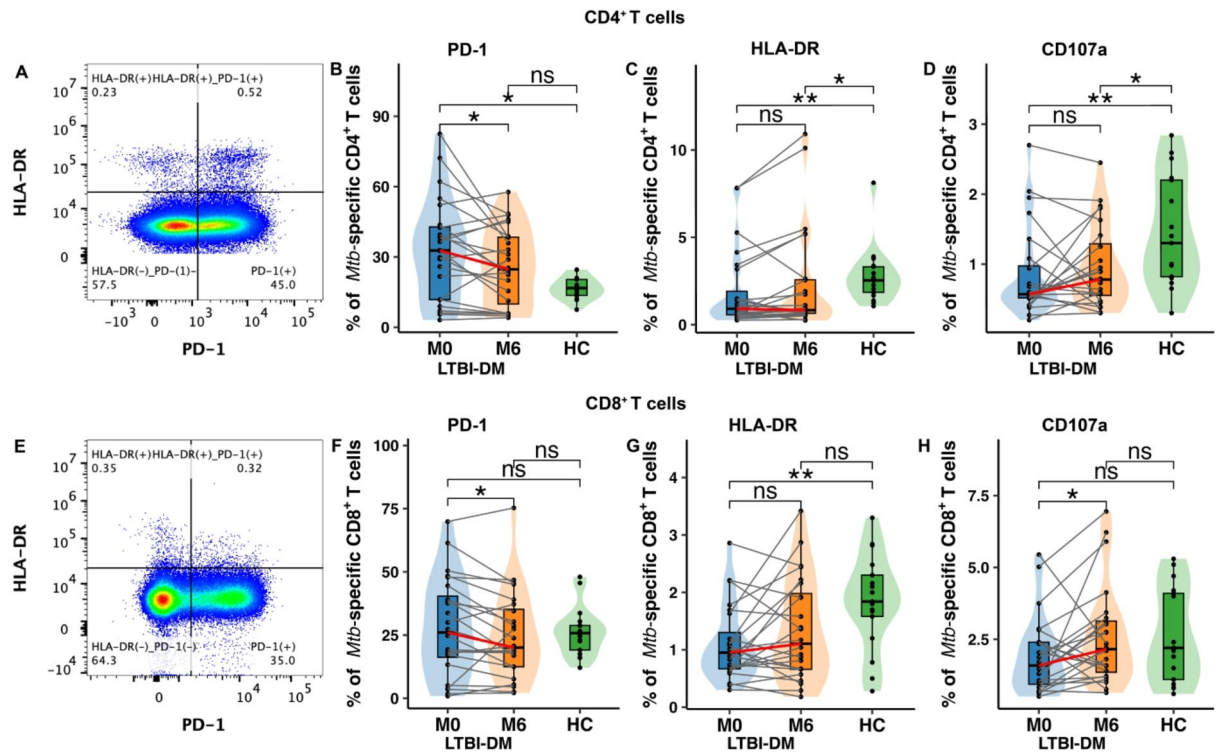 CD4⁺ T cells
A
HLA-DR(+)HLA-DR(+)_PD-1(+)
0.23 0.52
10⁷
10⁶
10⁵
10⁴
0
HLA-DR
HLA-DR(-)_PD-(1)- PD-1(+)
57.5 45.0
-10³ 0 10³ 10⁴ 10⁵
PD-1
B
PD-1
% of Mtb-specific CD4⁺ T cells
90
60
30
0
ns
*
*
M0 M6 HC
LTBI-DM
C
HLA-DR
% of Mtb-specific CD4⁺ T cells
10
5
0
*
**
ns
M0 M6 HC
LTBI-DM
D
CD107a
% of Mtb-specific CD4⁺ T cells
3
2
1
0
*
**
ns
M0 M6 HC
LTBI-DM
CD8⁺ T cells
E
HLA-DR(+)HLA-DR(+)_PD-1(+)
0.35 0.32
10⁷
10⁶
10⁵
10⁴
0
-10⁴
HLA-DR
HLA-DR(-)_PD-1(-) PD-1(+)
64.3 35.0
0 10⁴ 10⁵
PD-1
F
PD-1
% of Mtb-specific CD8⁺ T cells
100
75
50
25
0
ns
ns
*
M0 M6 HC
LTBI-DM
G
HLA-DR
% of Mtb-specific CD8⁺ T cells
4
3
2
1
0
ns
**
ns
M0 M6 HC
LTBI-DM
H
CD107a
% of Mtb-specific CD8⁺ T cells
7.5
5.0
2.5
0
ns
ns
*
M0 M6 HC
LTBI-DM